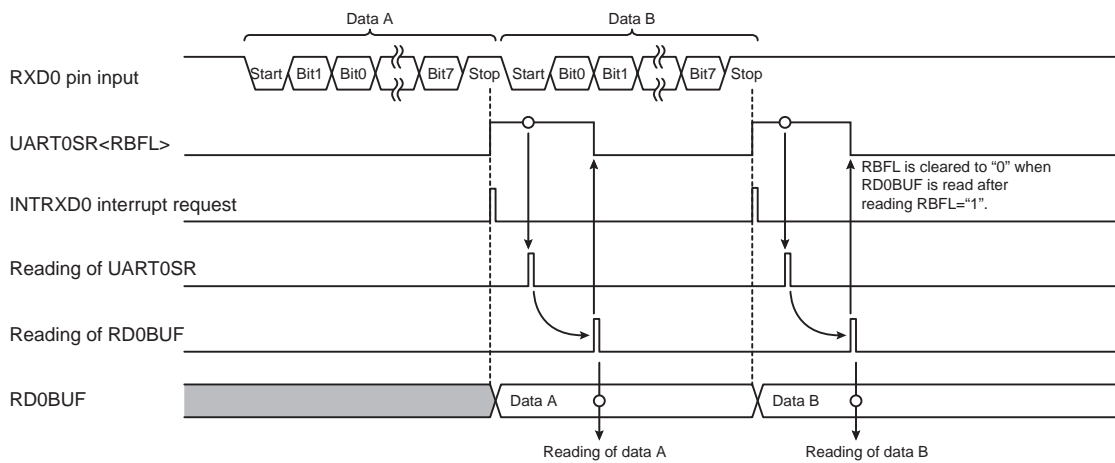 Data A
Data B
RXD0 pin input
Start Bit1 Bit0 Bit7 Stop Start Bit0 Bit1 Bit7 Stop
UART0SR<RBFL>
RBFL is cleared to “0” when
RD0BUF is read after
reading RBFL=“1”.
INTRXD0 interrupt request
Reading of UART0SR
Reading of RD0BUF
RD0BUF
Data A
Data B
Reading of data A
Reading of data B